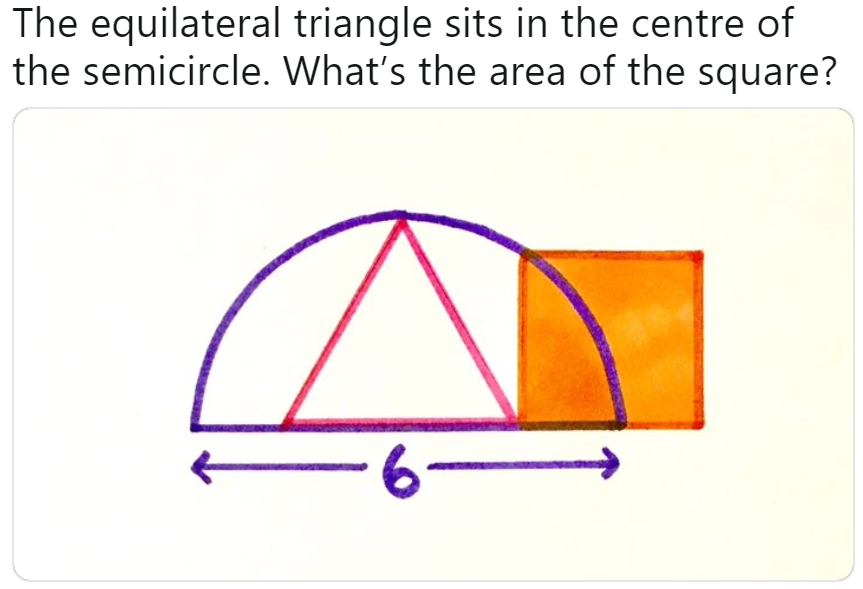 The equilateral triangle sits in the centre of
the semicircle. What’s the area of the square?
6